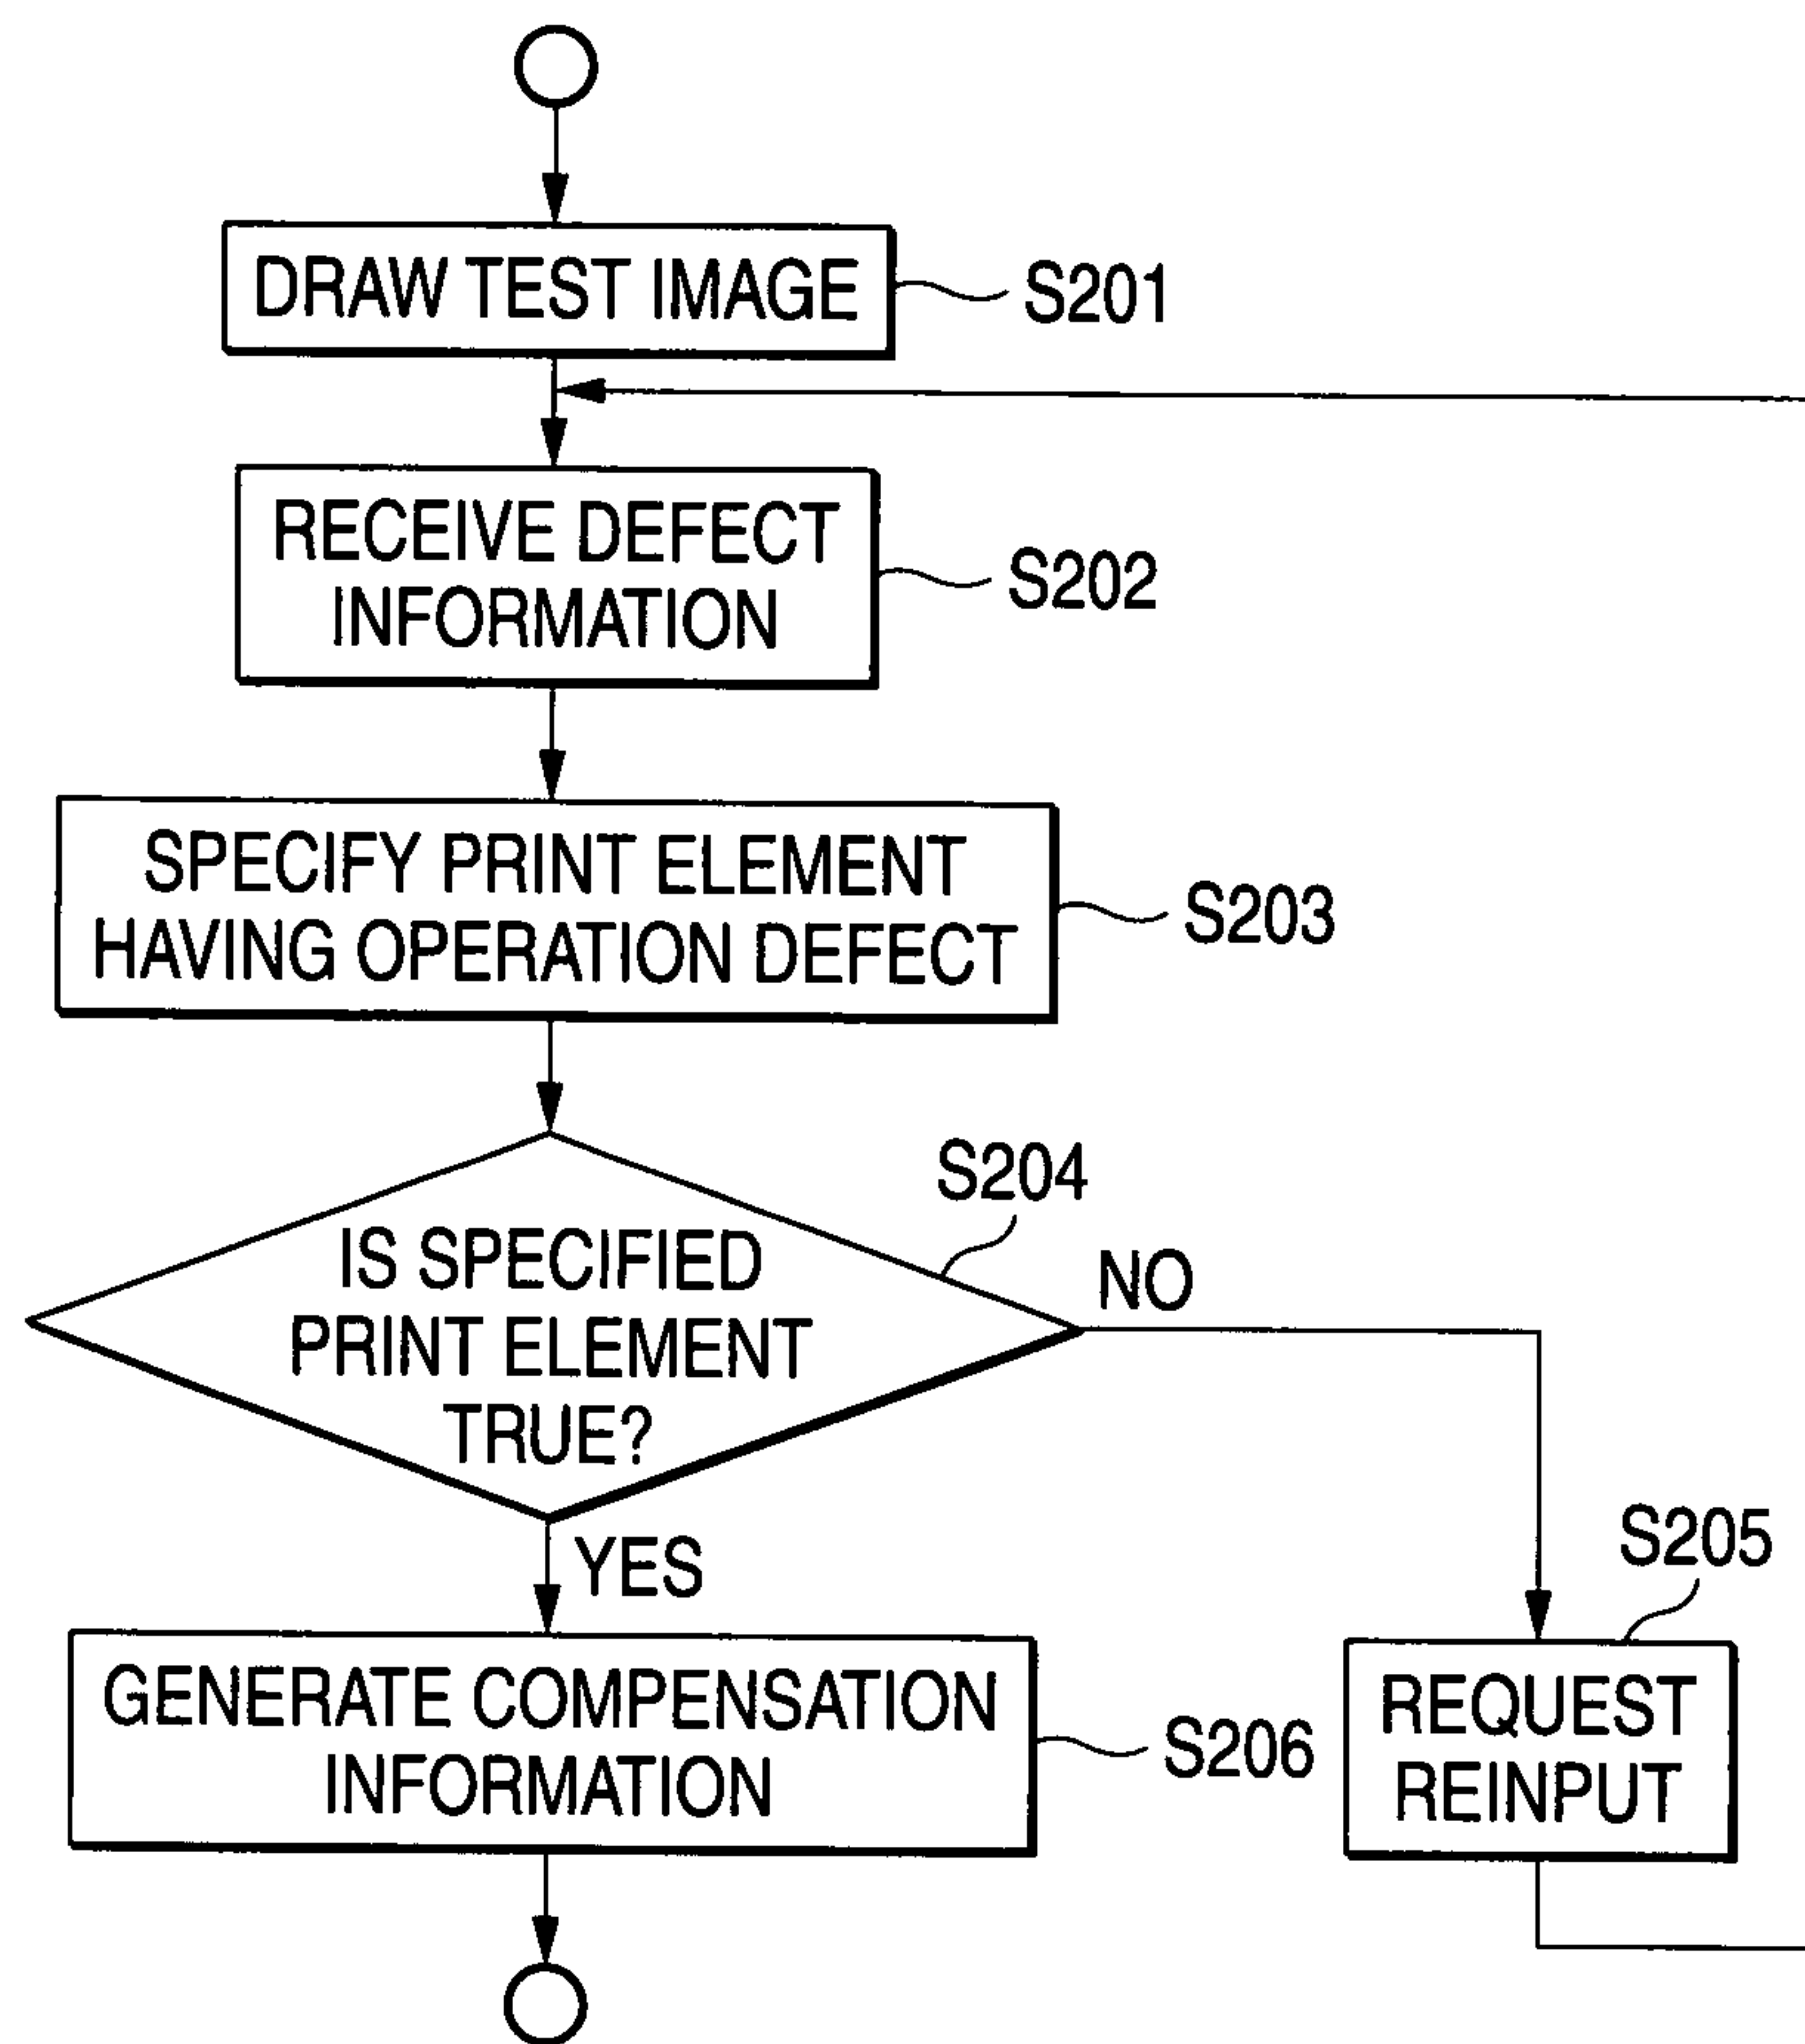 DRAW TEST IMAGE
S201
RECEIVE DEFECT
INFORMATION
S202
SPECIFY PRINT ELEMENT
HAVING OPERATION DEFECT
S203
S204
IS SPECIFIED
PRINT ELEMENT
TRUE?
NO
YES
S205
GENERATE COMPENSATION
INFORMATION
S206
REQUEST
REINPUT